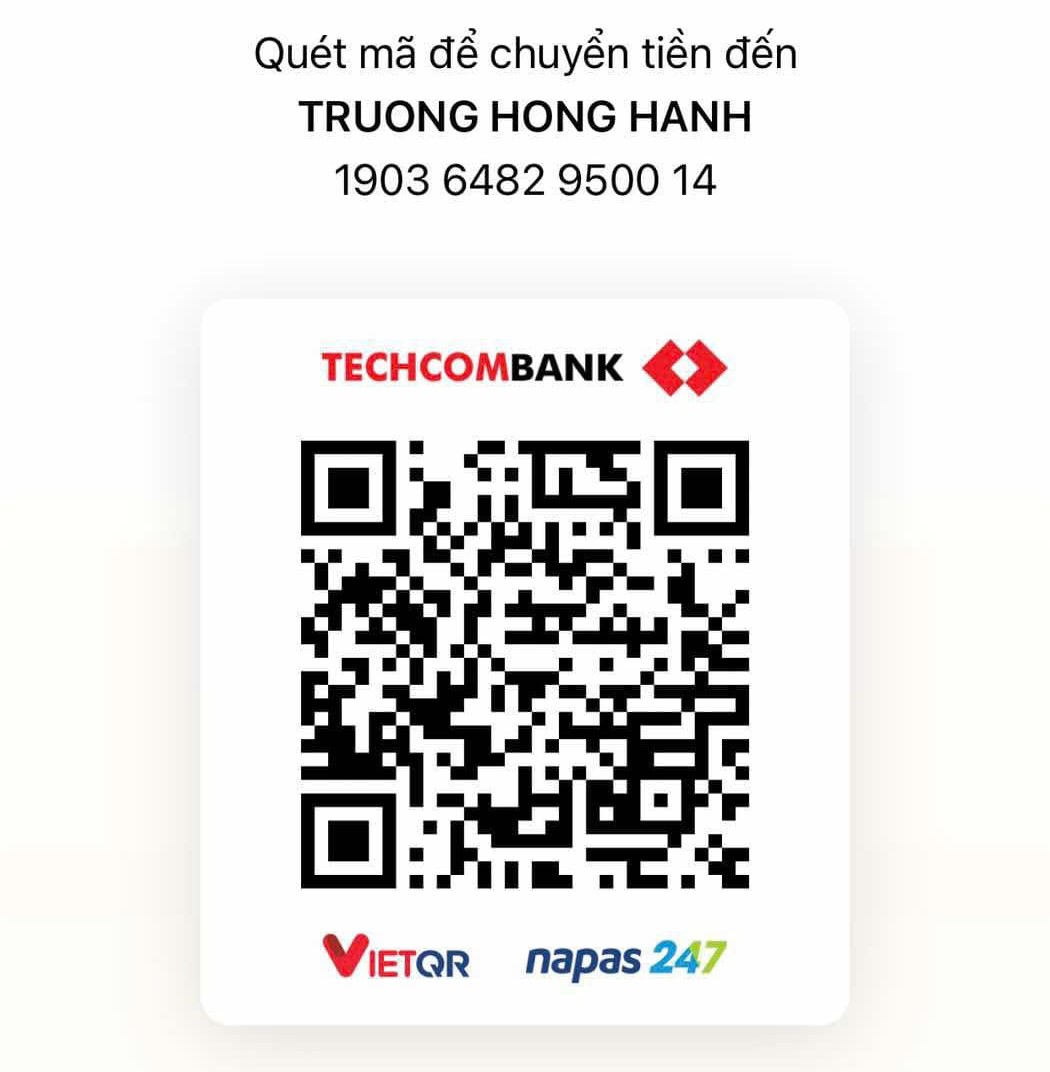 Quét mã để chuyển tiền đến
TRUONG HONG HANH
1903 6482 9500 14
TECHCOMBANK
VIETQR napas 247